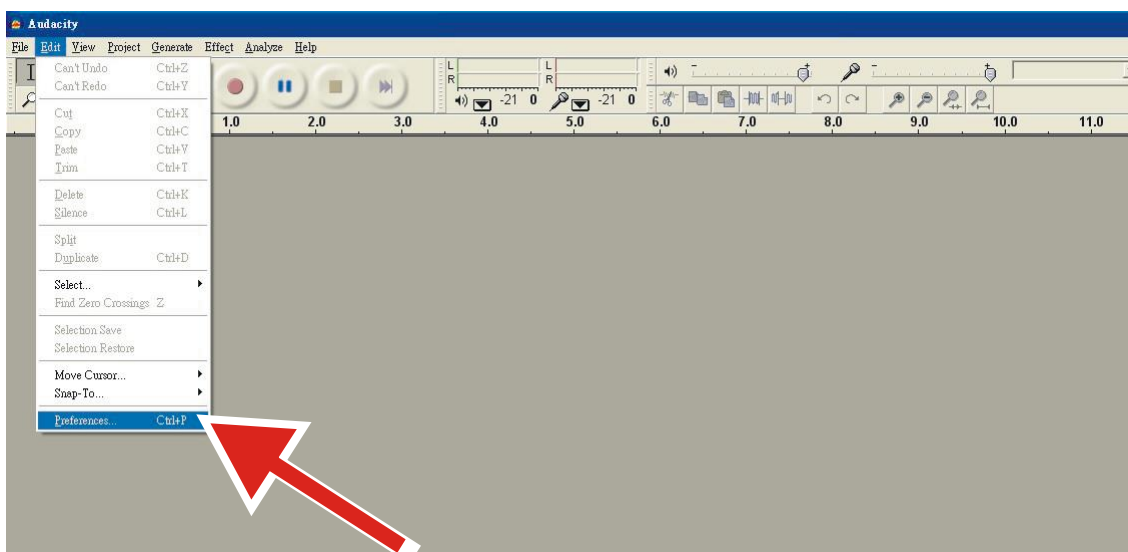 Audacity
File Edit View Project Generate Effect Analyze Help
Can't Undo Ctrl+Z
Can't Redo Ctrl+Y
Cut Ctrl+X
Copy Ctrl+C
Paste Ctrl+V
Trim Ctrl+T
Delete Ctrl+K
Silence Ctrl+L
Split
Duplicate Ctrl+D
Select...
Find Zero Crossings Z
Selection Save
Selection Restore
Move Cursor...
Snap-To...
Preferences... Ctrl+P
L
R
-21 0
L
R
-21 0
1.0 2.0 3.0 4.0 5.0 6.0 7.0 8.0 9.0 10.0 11.0